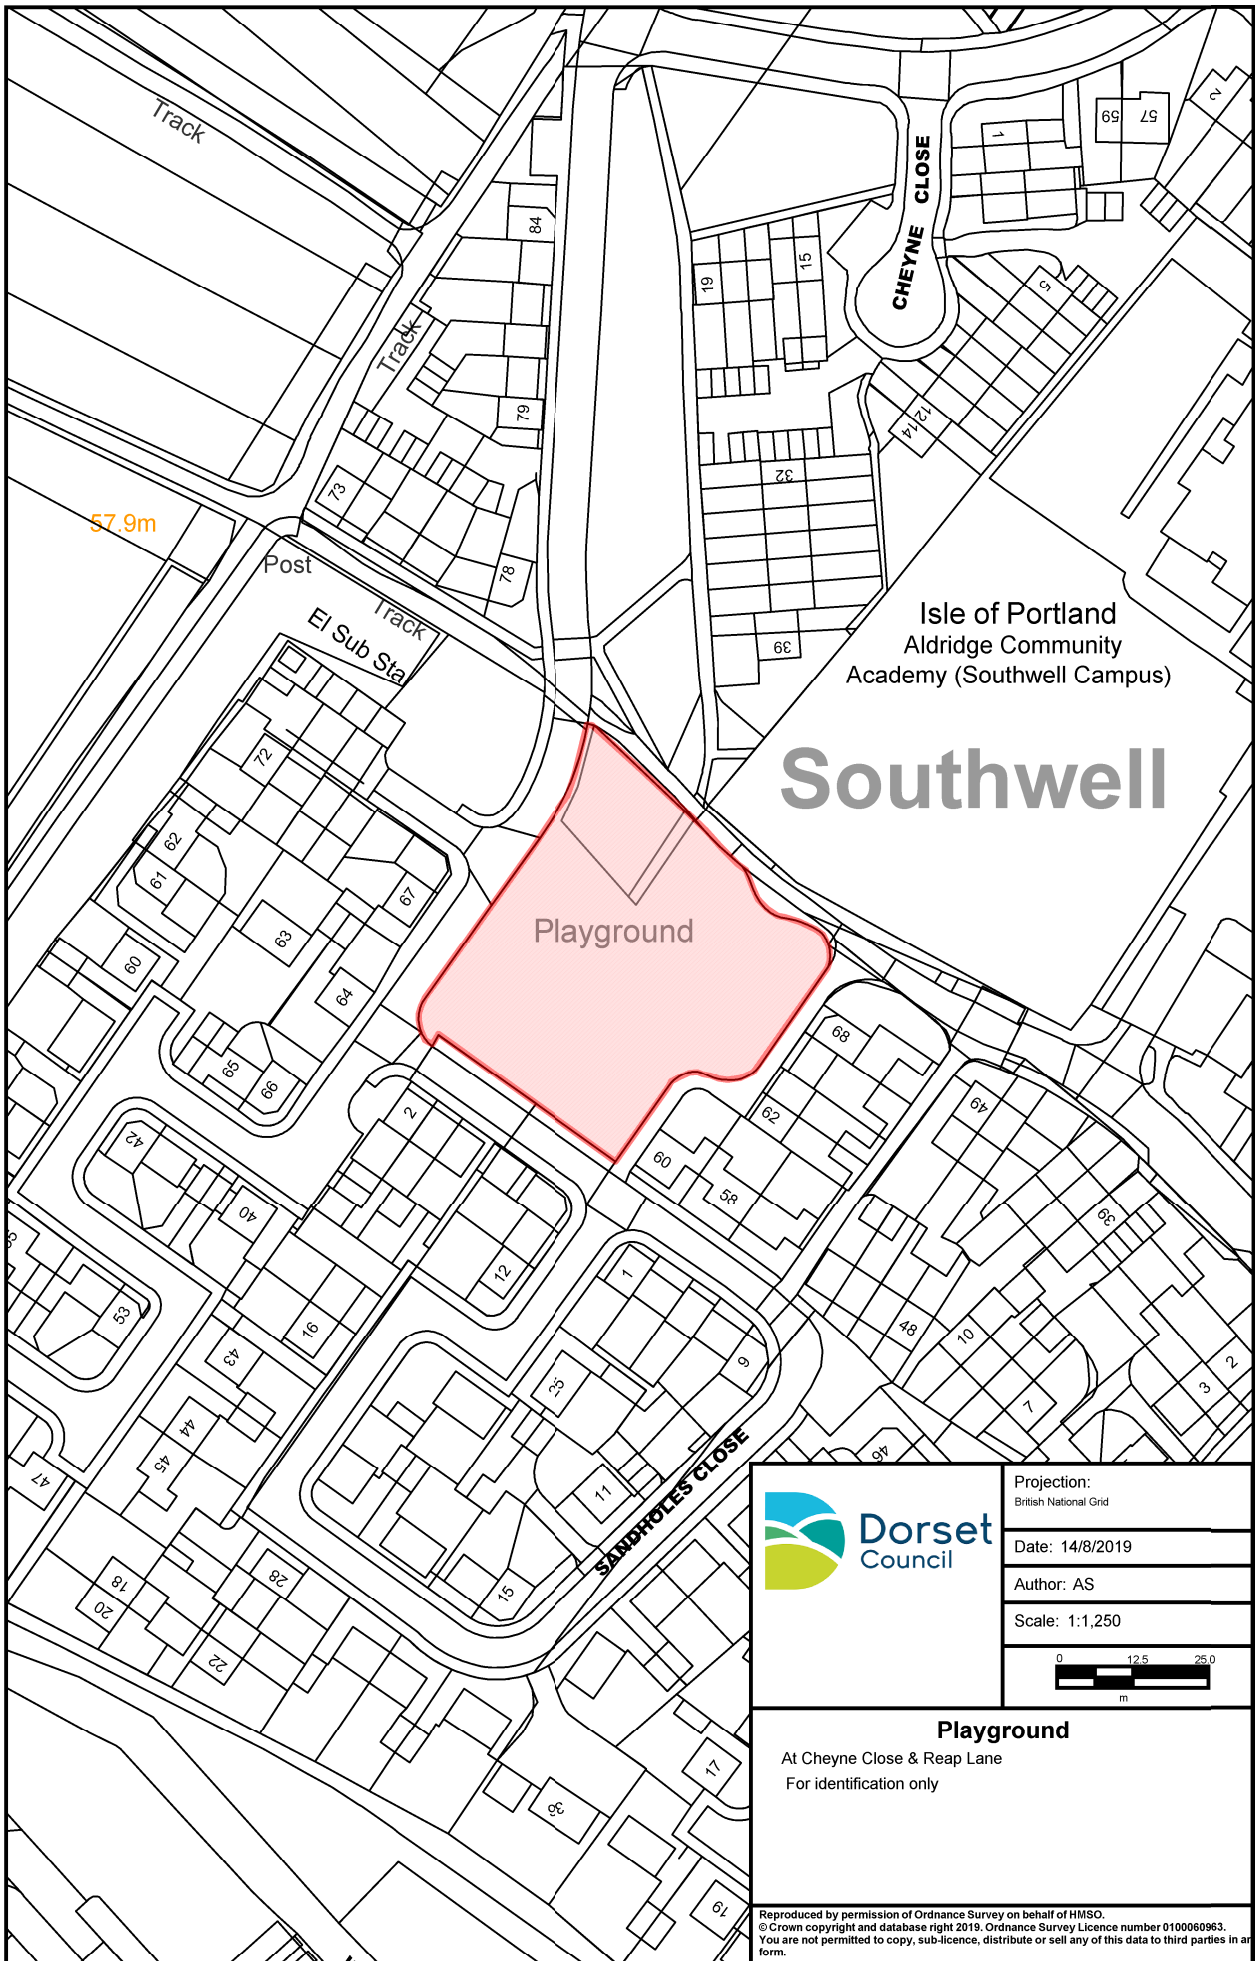 Track
2
59
57
1
CHEYNE CLOSE
84
15
19
5
Track
79
12
14
32
73
57.9m
Post
78
Track
El Sub Sta
39
Isle of Portland
Aldridge Community
Academy (Southwell Campus)
Southwell
72
62
61
67
Playground
63
60
64
68
65
66
2
62
49
42
60
58
40
39
12
1
53
16
48
10
43
9
2
3
25
7
44
45
46
47
11
SANDHOLES CLOSE
18
20
28
15
22
17
36
19
Dorset
Council
Projection:
British National Grid
Date: 14/8/2019
Author: AS
Scale: 1:1,250
0 12.5 25.0
m
Playground
At Cheyne Close & Reap Lane
For identification only
Reproduced by permission of Ordnance Survey on behalf of HMSO.
© Crown copyright and database right 2019. Ordnance Survey Licence number 0100060963.
You are not permitted to copy, sub-licence, distribute or sell any of this data to third parties in
form.